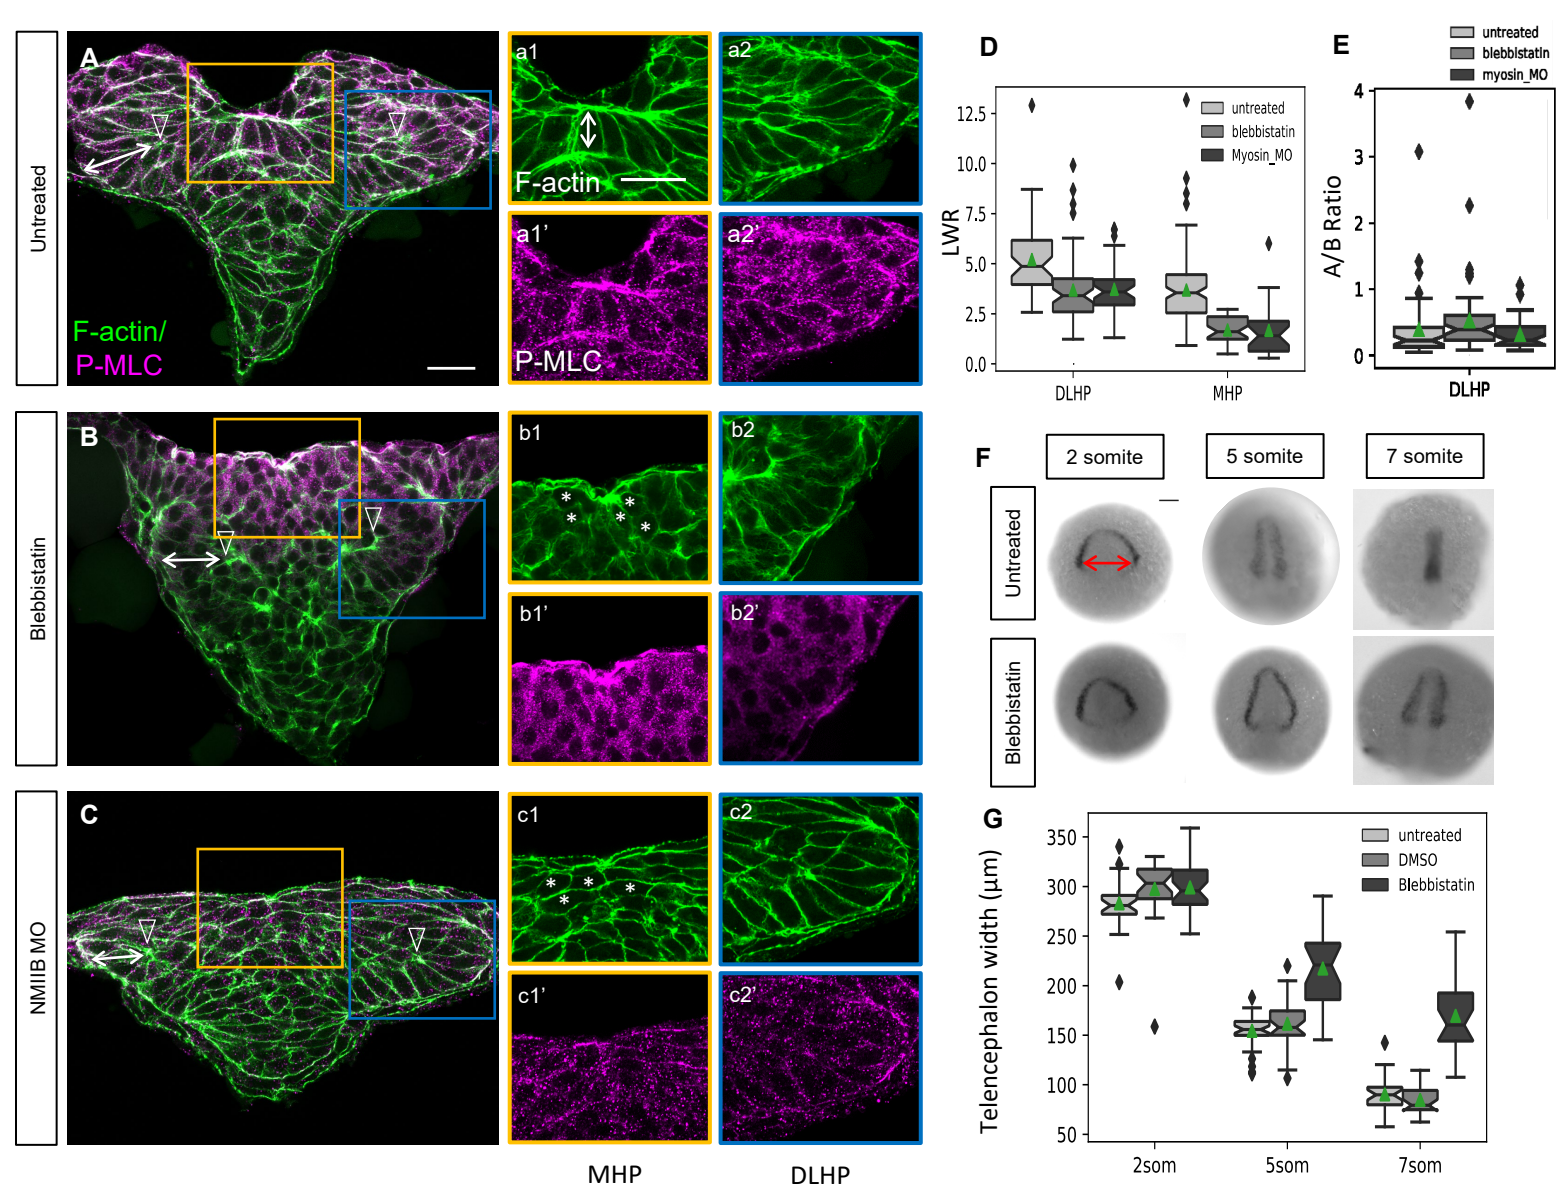 Untreated
A
F-actin/
P-MLC
a1
F-actin
a2
a1’
P-MLC
a2’
Blebbistatin
B
b1
* * * * *
b2
b1’
b2’
NMIIB MO
C
c1
* * * *
c2
c1’
c2’
MHP
DLHP
D
LWR
12.5
10.0
7.5
5.0
2.5
0.0
untreated
blebbistatin
Myosin_MO
DLHP
MHP
E
untreated
blebbistatin
myosin_MO
A/B Ratio
4
3
2
1
0
DLHP
F
2 somite
5 somite
7 somite
Untreated
Blebbistatin
G
Telencephalon width (μm)
350
300
250
200
150
100
50
untreated
DMSO
Blebbistatin
2som
5som
7som